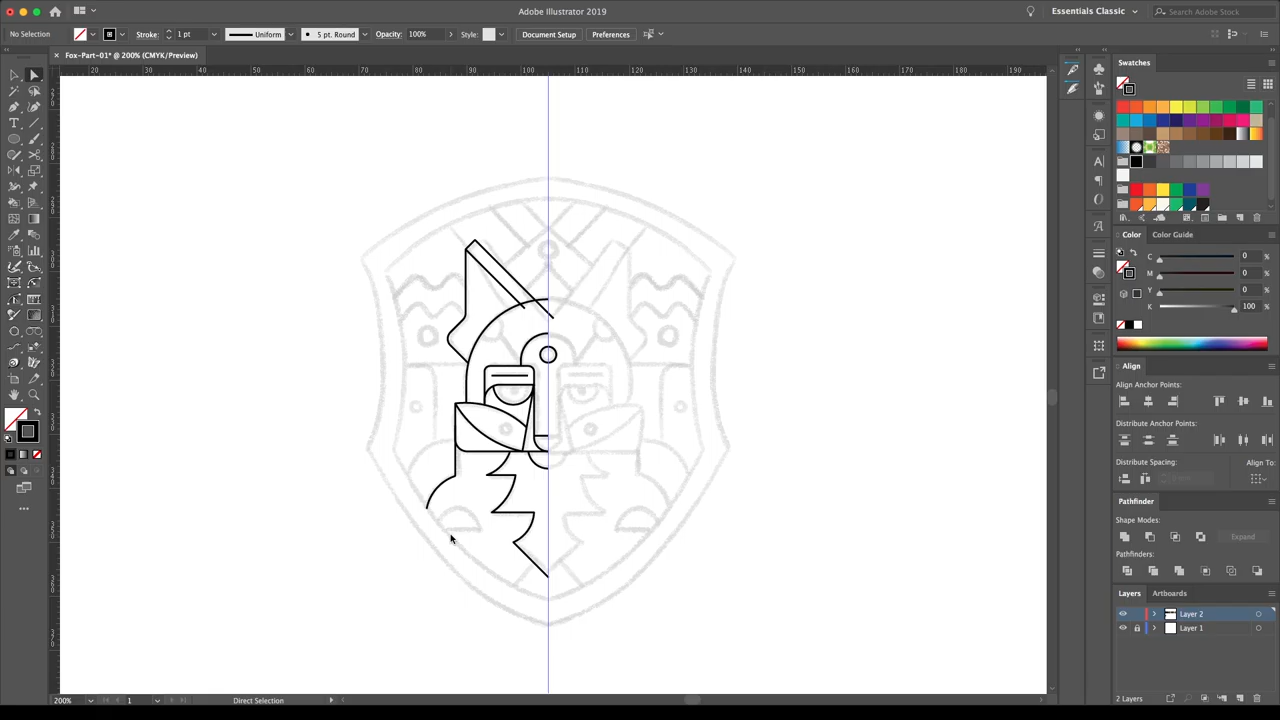 Adobe Illustrator 2019
Essentials Classic
Search Adobe Stock
No Selection
Stroke:
1 pt
Uniform
5 pt. Round
Opacity:
100%
Style:
Document Setup
Preferences
Fox-Part-01* @ 200% (CMYK/Preview)
20
30
40
50
60
70
80
90
100
110
120
130
140
150
160
170
180
190
Swatches
Color
Color Guide
C
0
%
M
0
%
Y
0
%
K
100
%
Align
Align Anchor Points:
Distribute Anchor Points:
Distribute Spacing:
Align To:
Pathfinder
Shape Modes:
Expand
Pathfinders:
Layers
Artboards
Layer 2
Layer 1
2 Layers
200%
1
Direct Selection